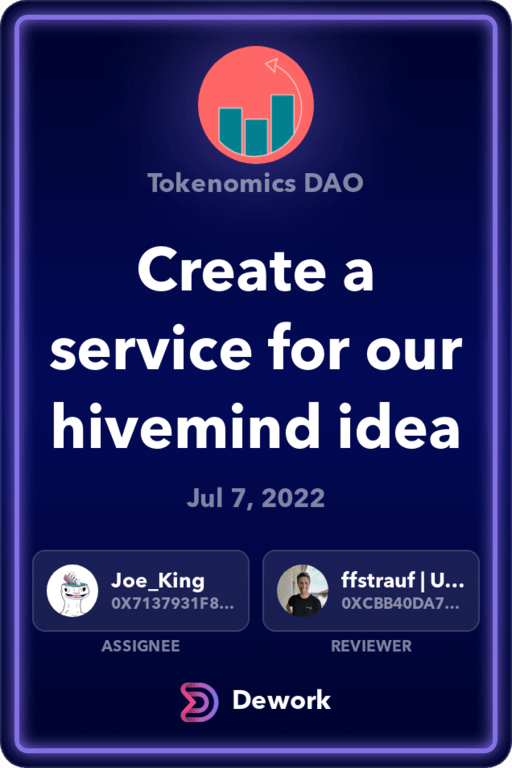 Tokenomics DAO
Create a
service for our
hivemind idea
Jul 7, 2022
Joe_King
0X7137931F8...
ASSIGNEE
ffstrauf | U...
0XCBB40DA7...
REVIEWER
Dework